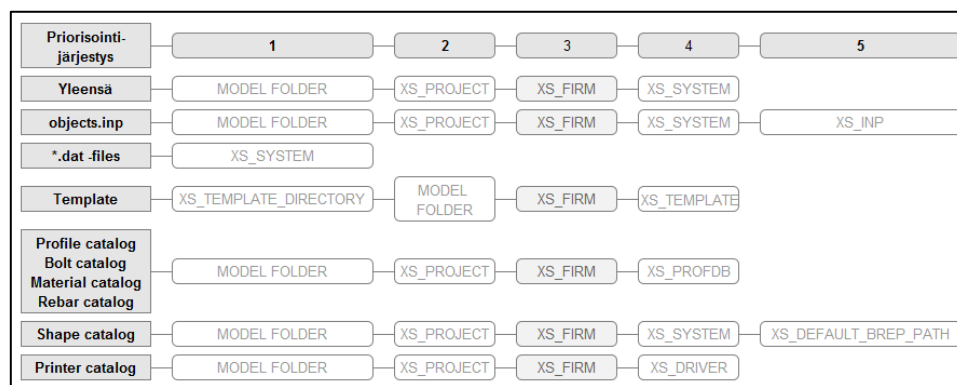 Priorisointi-
järjestys
1
2
3
4
5
Yleensä
MODEL FOLDER
XS_PROJECT
XS_FIRM
XS_SYSTEM
objects.inp
MODEL FOLDER
XS_PROJECT
XS_FIRM
XS_SYSTEM
XS_INP
*.dat -files
XS_SYSTEM
Template
XS_TEMPLATE_DIRECTORY
MODEL
FOLDER
XS_FIRM
XS_TEMPLATE
Profile catalog
Bolt catalog
Material catalog
Rebar catalog
MODEL FOLDER
XS_PROJECT
XS_FIRM
XS_PROFDB
Shape catalog
MODEL FOLDER
XS_PROJECT
XS_FIRM
XS_SYSTEM
XS_DEFAULT_BREP_PATH
Printer catalog
MODEL FOLDER
XS_PROJECT
XS_FIRM
XS_DRIVER